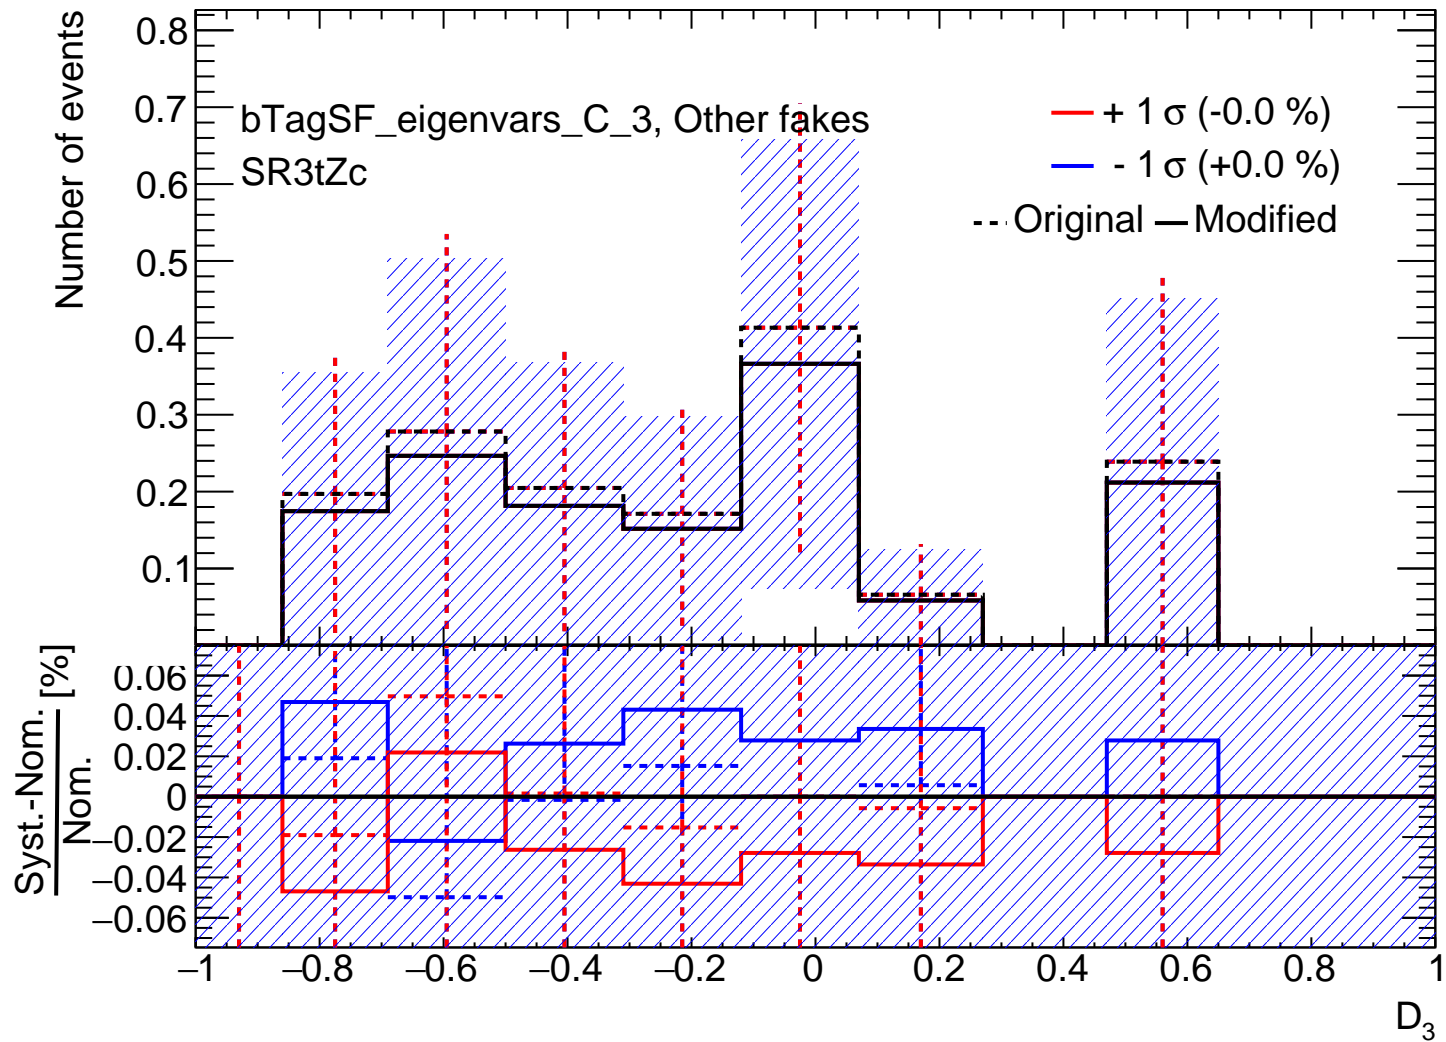 Number of events
0.8
0.7
0.6
0.5
0.4
0.3
0.2
0.1
bTagSF_eigenvars_C_3, Other fakes
SR3tZc
+ 1 σ (-0.0 %)
- 1 σ (+0.0 %)
Original
Modified
Syst.-Nom.
Nom.
[%]
0.06
0.04
0.02
0
−0.02
−0.04
−0.06
−1 −0.8 −0.6 −0.4 −0.2 0 0.2 0.4 0.6 0.8 1
D3